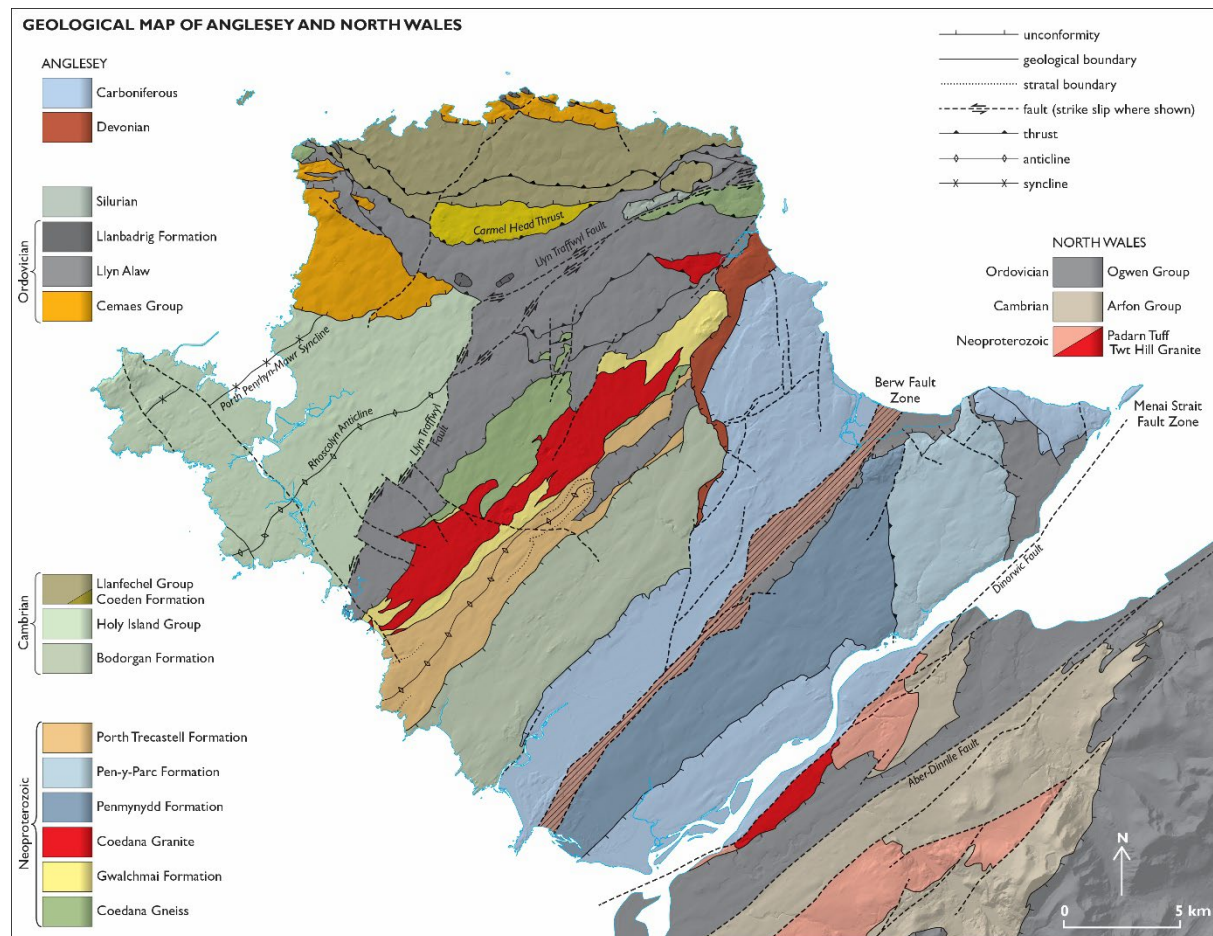 GEOLOGICAL MAP OF ANGLESEY AND NORTH WALES
ANGLESEY
Carboniferous
Devonian
Silurian
Ordovician
Llanbadrig Formation
Llyn Alaw
Cemaes Group
Cambrian
Llanfechel Group
Coeden Formation
Holy Island Group
Bodorgan Formation
Neoproterozoic
Porth Trecastell Formation
Pen-y-Parc Formation
Penmynydd Formation
Coedana Granite
Gwalchmai Formation
Coedana Gneiss
unconformity
geological boundary
stratal boundary
fault (strike slip where shown)
thrust
anticline
syncline
NORTH WALES
Ordovician
Ogwen Group
Cambrian
Arfon Group
Neoproterozoic
Padarn Tuff
Twt Hill Granite
Carmel Head Thrust
Llyn Traffwyl Fault
Porth Penrhyn-Mawr Syncline
Rhoscolyn Anticline
Llyn Traffwyl
Fault
Berw Fault
Zone
Menai Strait
Fault Zone
Dinorwic Fault
Aber-Dinnlle Fault
N
0 5 km